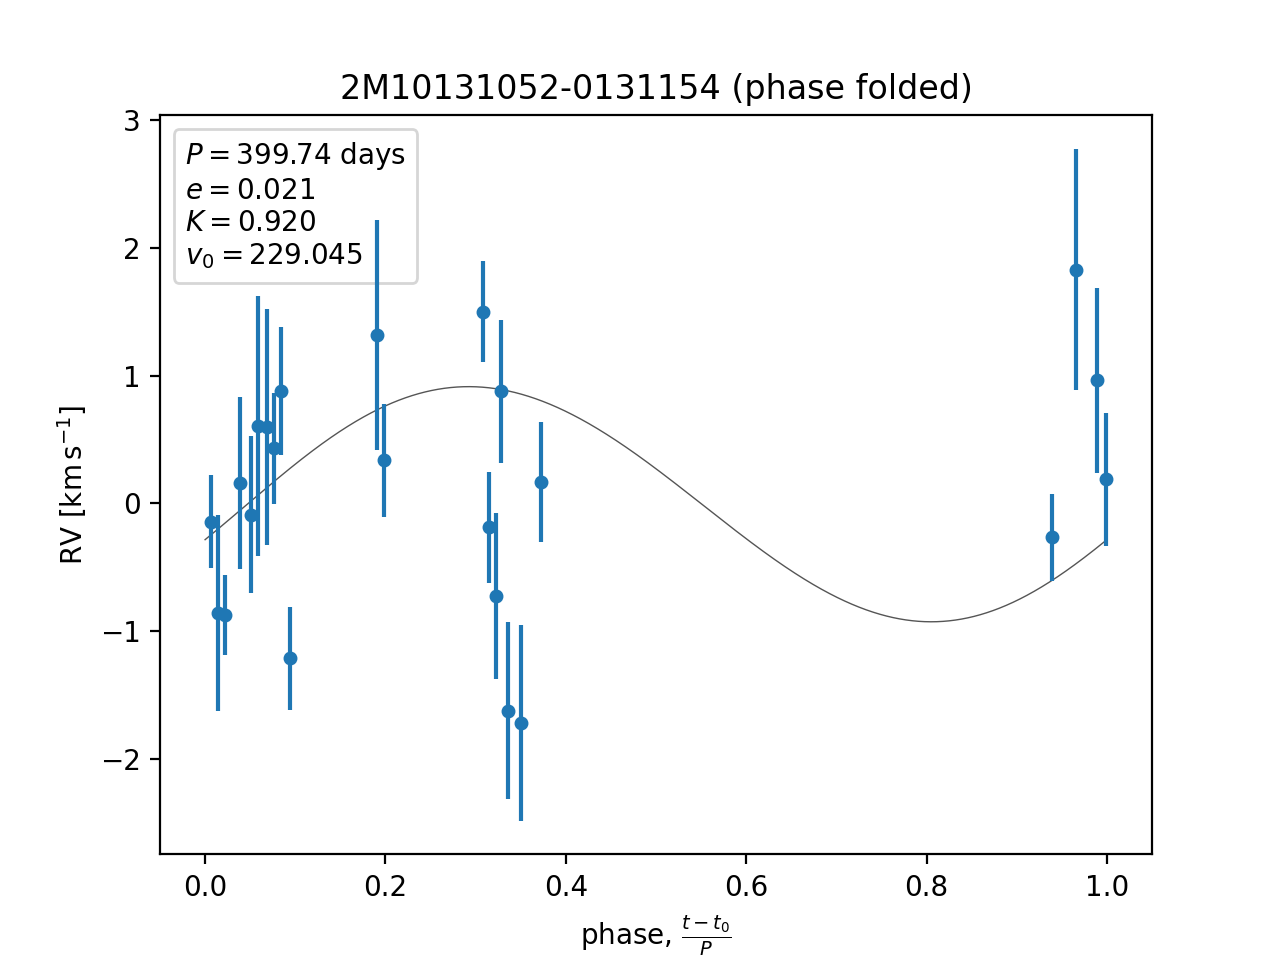 2M10131052-0131154 (phase folded)
P = 399.74 days
e = 0.021
K = 0.920
v₀ = 229.045
3
2
1
0
−1
−2
RV [km s⁻¹]
0.0 0.2 0.4 0.6 0.8 1.0
phase, (t − t₀)/P